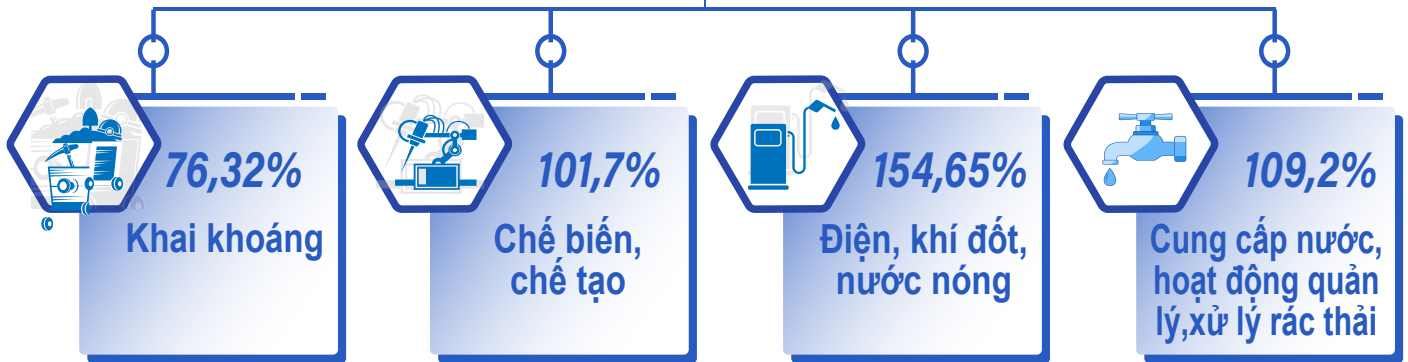 76,32%
Khai khoáng
101,7%
Chế biến,
chế tạo
154,65%
Điện, khí đốt,
nước nóng
109,2%
Cung cấp nước,
hoạt động quản
lý,xử lý rác thải